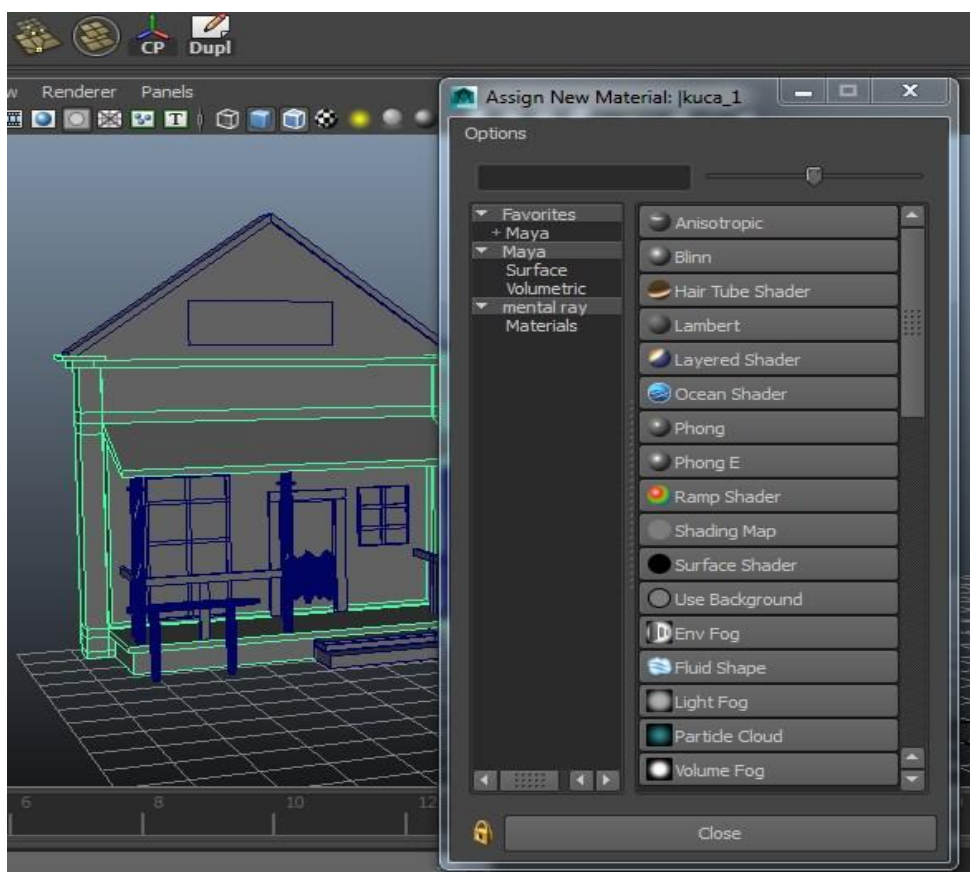 CP Dupl
Renderer Panels
T
Assign New Material: |kuca_1
Options
Favorites
+ Maya
Maya
Surface
Volumetric
mental ray
Materials
Anisotropic
Blinn
Hair Tube Shader
Lambert
Layered Shader
Ocean Shader
Phong
Phong E
Ramp Shader
Shading Map
Surface Shader
Use Background
Env Fog
Fluid Shape
Light Fog
Particle Cloud
Volume Fog
6 8 10 12
Close